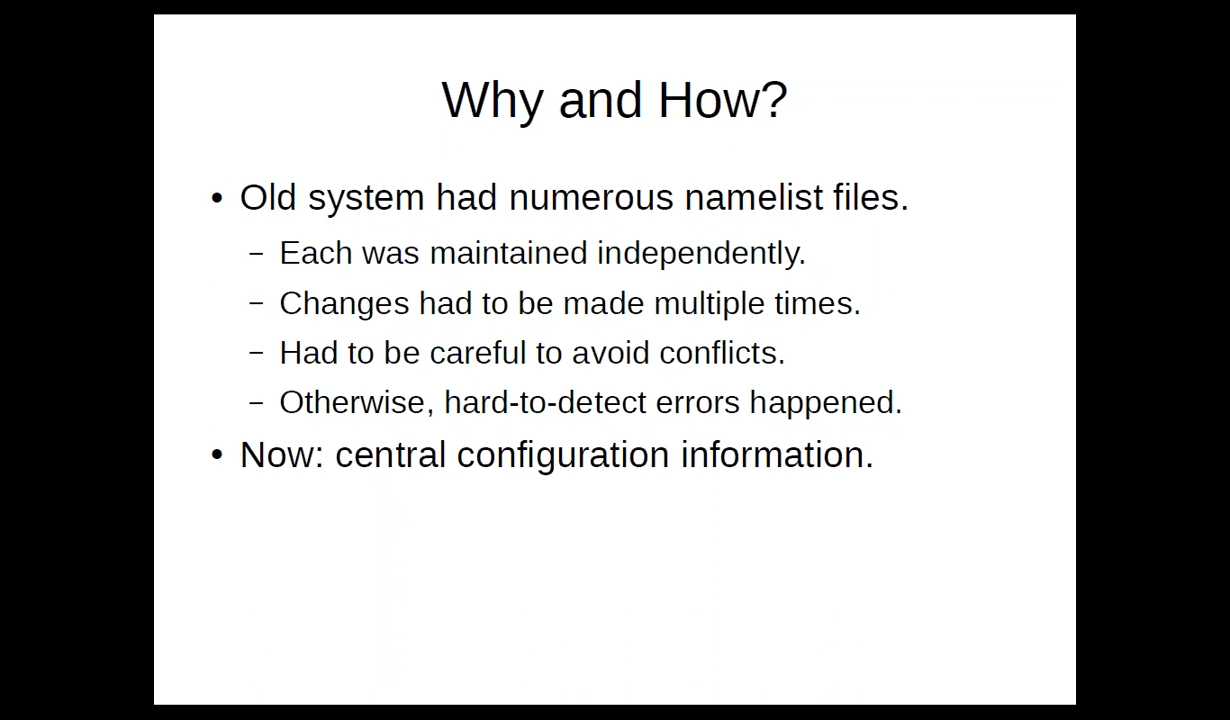 Why and How?
• Old system had numerous namelist files.
– Each was maintained independently.
– Changes had to be made multiple times.
– Had to be careful to avoid conflicts.
– Otherwise, hard-to-detect errors happened.
• Now: central configuration information.